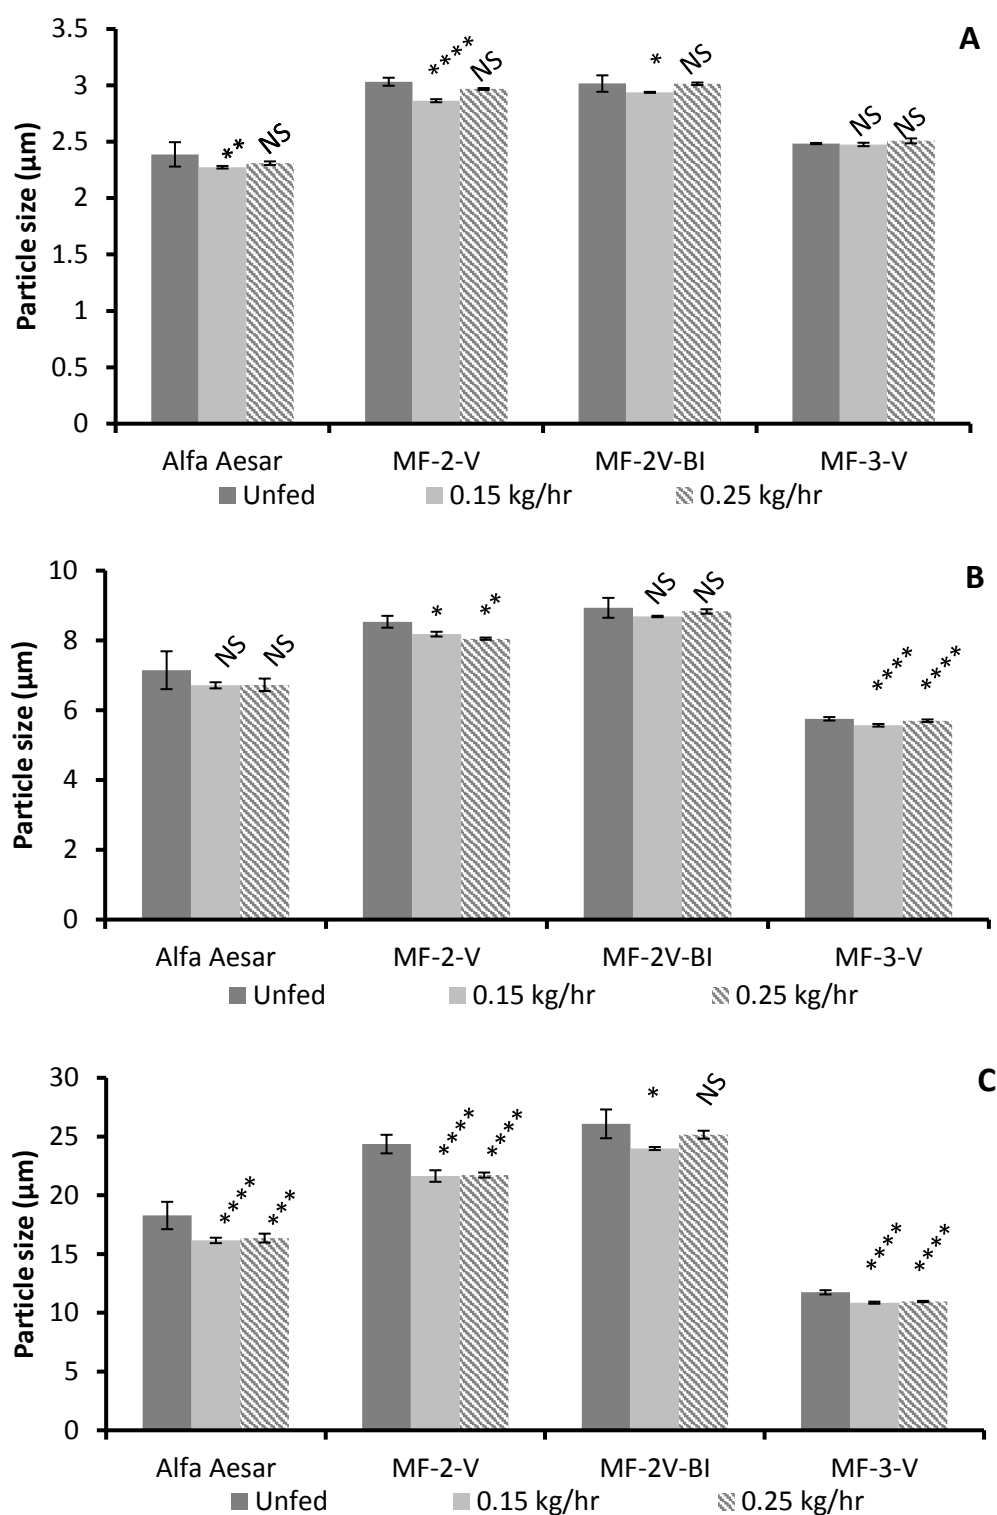 A
Particle size (µm)
3.5
3
2.5
2
1.5
1
0.5
0
** NS
**** NS
* NS
NS NS
Alfa Aesar MF-2-V MF-2V-BI MF-3-V
Unfed 0.15 kg/hr 0.25 kg/hr
B
Particle size (µm)
10
8
6
4
2
0
NS NS
* **
NS NS
**** ****
Alfa Aesar MF-2-V MF-2V-BI MF-3-V
Unfed 0.15 kg/hr 0.25 kg/hr
C
Particle size (µm)
30
25
20
15
10
5
0
**** ***
**** ****
* NS
**** ****
Alfa Aesar MF-2-V MF-2V-BI MF-3-V
Unfed 0.15 kg/hr 0.25 kg/hr